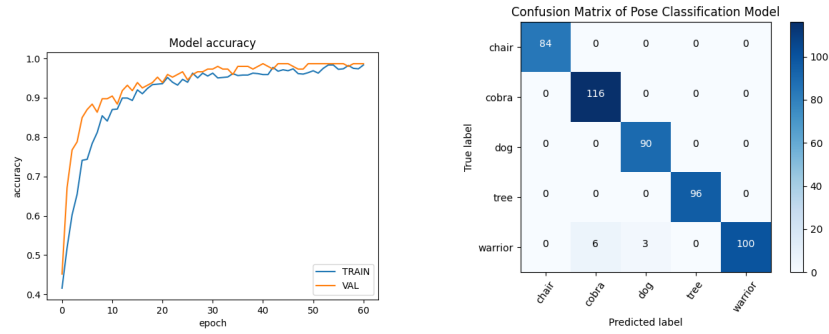 Model accuracy
1.0
0.9
0.8
0.7
0.6
0.5
0.4
accuracy
0 10 20 30 40 50 60
epoch
TRAIN
VAL
Confusion Matrix of Pose Classification Model
True label
chair 84 0 0 0 0
cobra 0 116 0 0 0
dog 0 0 90 0 0
tree 0 0 0 96 0
warrior 0 6 3 0 100
chair cobra dog tree warrior
Predicted label
100
80
60
40
20
0